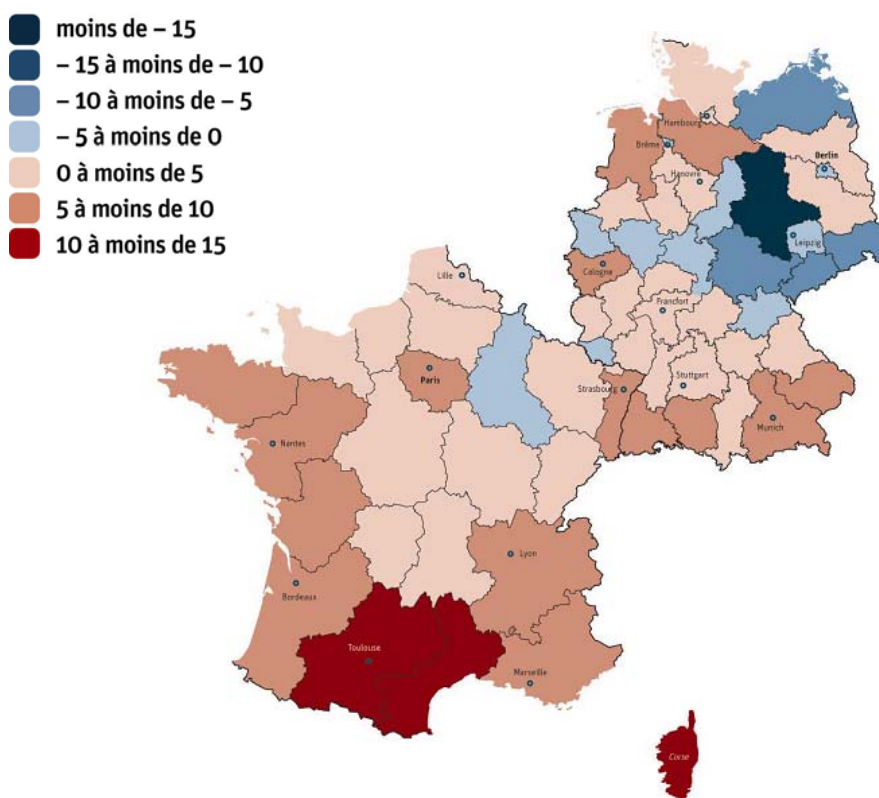 moins de – 15
– 15 à moins de – 10
– 10 à moins de – 5
– 5 à moins de 0
0 à moins de 5
5 à moins de 10
10 à moins de 15
Hambourg
Brême
Berlin
Hanovre
Leipzig
Cologne
Lille
Francfort
Paris
Strasbourg
Stuttgart
Munich
Nantes
Lyon
Bordeaux
Toulouse
Marseille
Corse